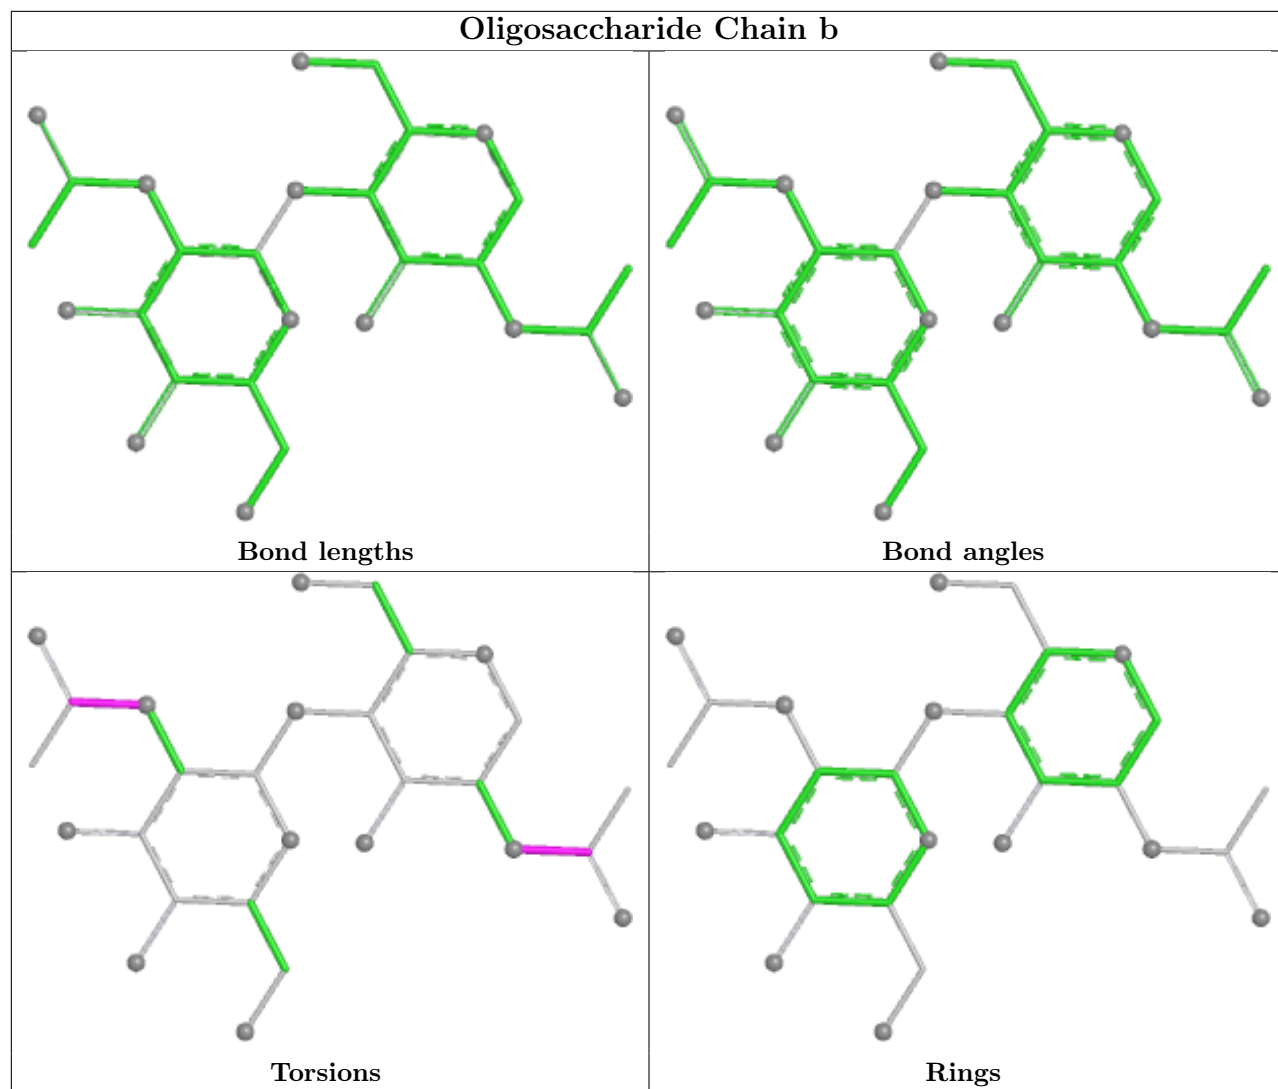 Oligosaccharide Chain b
Bond lengths
Bond angles
Torsions
Rings